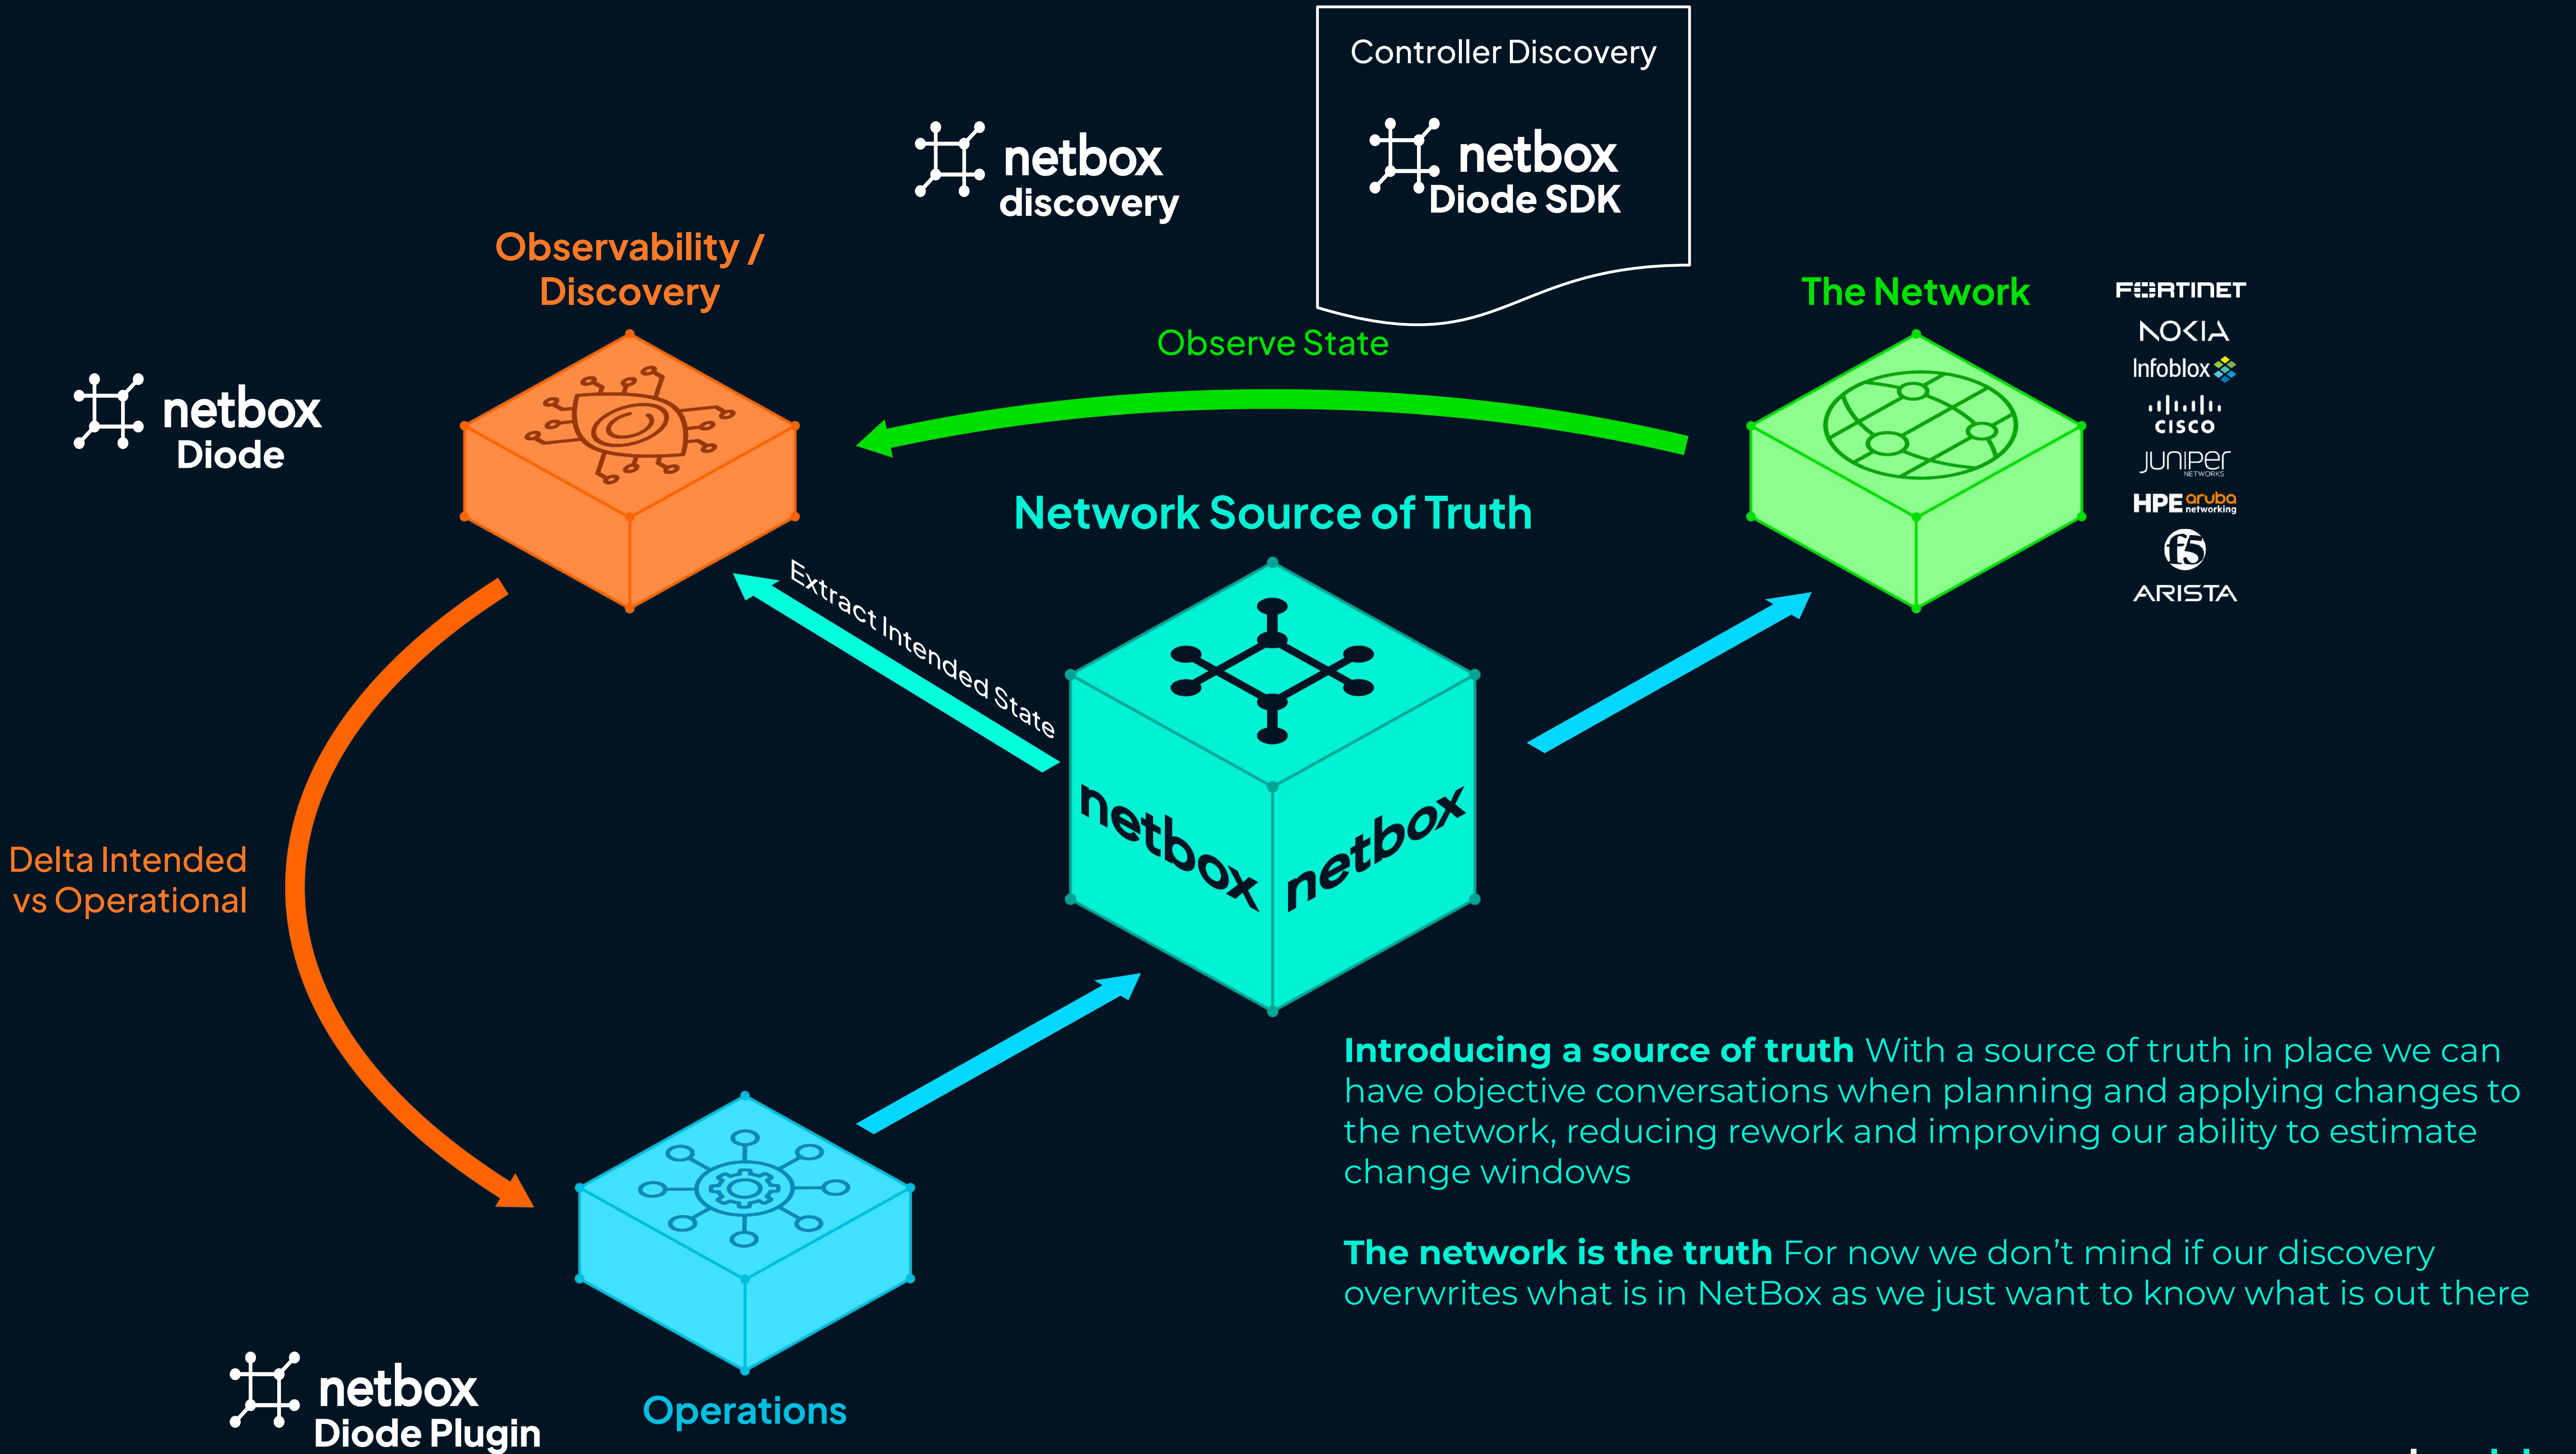 Controller Discovery
netbox
Diode SDK
netbox
discovery
Observability /
Discovery
The Network
FORTINET
NOKIA
Infoblox
CISCO
JUNIPER
NETWORKS
HPE aruba
networking
f5
ARISTA
Observe State
netbox
Diode
Network Source of Truth
Extract Intended State
netbox
netbox
Delta Intended
vs Operational
Introducing a source of truth With a source of truth in place we can
have objective conversations when planning and applying changes to
the network, reducing rework and improving our ability to estimate
change windows
The network is the truth For now we don’t mind if our discovery
overwrites what is in NetBox as we just want to know what is out there
Operations
netbox
Diode Plugin